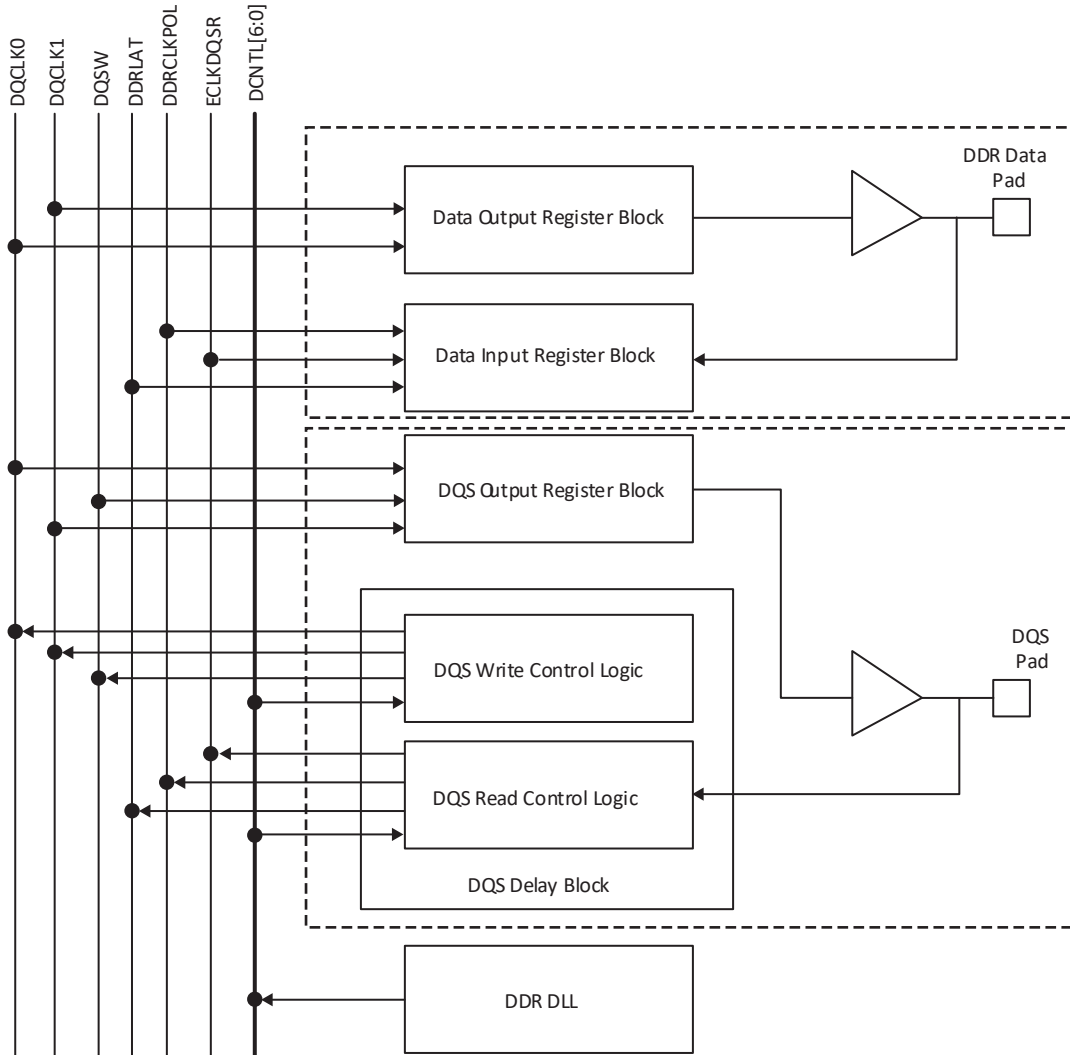 DQCLK0
DQCLK1
DQSW
DDRLAT
DDRCLKPOL
ECLKDQSR
DCNTL[6:0]
DDR Data
Pad
Data Output Register Block
Data Input Register Block
DQS Output Register Block
DQS Write Control Logic
DQS
Pad
DQS Read Control Logic
DQS Delay Block
DDR DLL